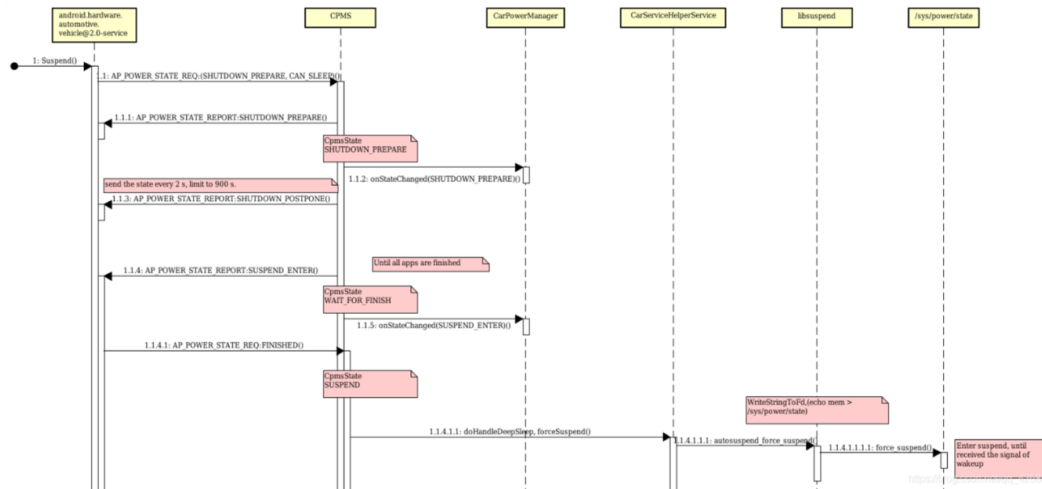 android.hardware.
automotive.
vehicle@2.0-service
CPMS
CarPowerManager
CarServiceHelperService
libsuspend
/sys/power/state
1: Suspend()
1.1: AP_POWER_STATE_REQ:(SHUTDOWN_PREPARE, CAN_SLEEP)()
1.1.1: AP_POWER_STATE_REPORT:SHUTDOWN_PREPARE()
CpmsState
SHUTDOWN_PREPARE
1.1.2: onStateChanged(SHUTDOWN_PREPARE)()
send the state every 2 s, limit to 900 s.
1.1.3: AP_POWER_STATE_REPORT:SHUTDOWN_POSTPONE()
Until all apps are finished
1.1.4: AP_POWER_STATE_REPORT:SUSPEND_ENTER()
CpmsState
WAIT_FOR_FINISH
1.1.5: onStateChanged(SUSPEND_ENTER)()
1.1.4.1: AP_POWER_STATE_REQ:FINISHED()
CpmsState
SUSPEND
WriteStringToFd,(echo mem >
/sys/power/state)
1.1.4.1.1: doHandleDeepSleep, forceSuspend()
1.1.4.1.1.1: autosuspend_force_suspend()
1.1.4.1.1.1.1: force_suspend()
Enter suspend, until
received the signal of
wakeup